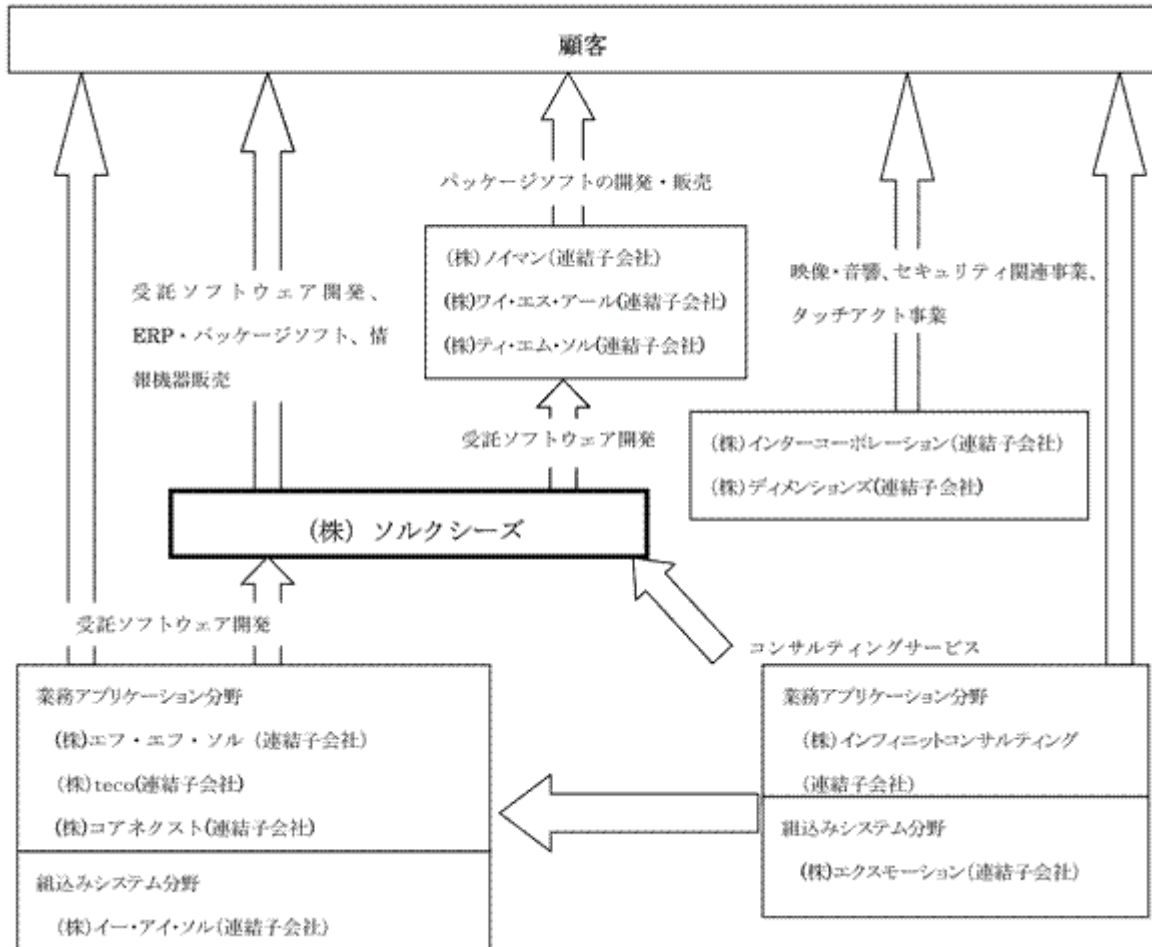 顧客
パッケージソフトの開発・販売
(株)ノイマン(連結子会社)
(株)ワイ・エス・アール(連結子会社)
(株)ティ・エム・ソル(連結子会社)
映像・音響、セキュリティ関連事業、
タッチアクト事業
受託ソフトウェア開発、
ERP・パッケージソフト、情
報機器販売
受託ソフトウェア開発
(株)インターコーポレーション(連結子会社)
(株)ディメンションズ(連結子会社)
(株) ソルクシーズ
受託ソフトウェア開発
コンサルティングサービス
業務アプリケーション分野
(株)エフ・エフ・ソル (連結子会社)
(株)teco(連結子会社)
(株)コアネクスト(連結子会社)
組込みシステム分野
(株)イー・アイ・ソル(連結子会社)
業務アプリケーション分野
(株)インフィニットコンサルティング
(連結子会社)
組込みシステム分野
(株)エクスモーション(連結子会社)